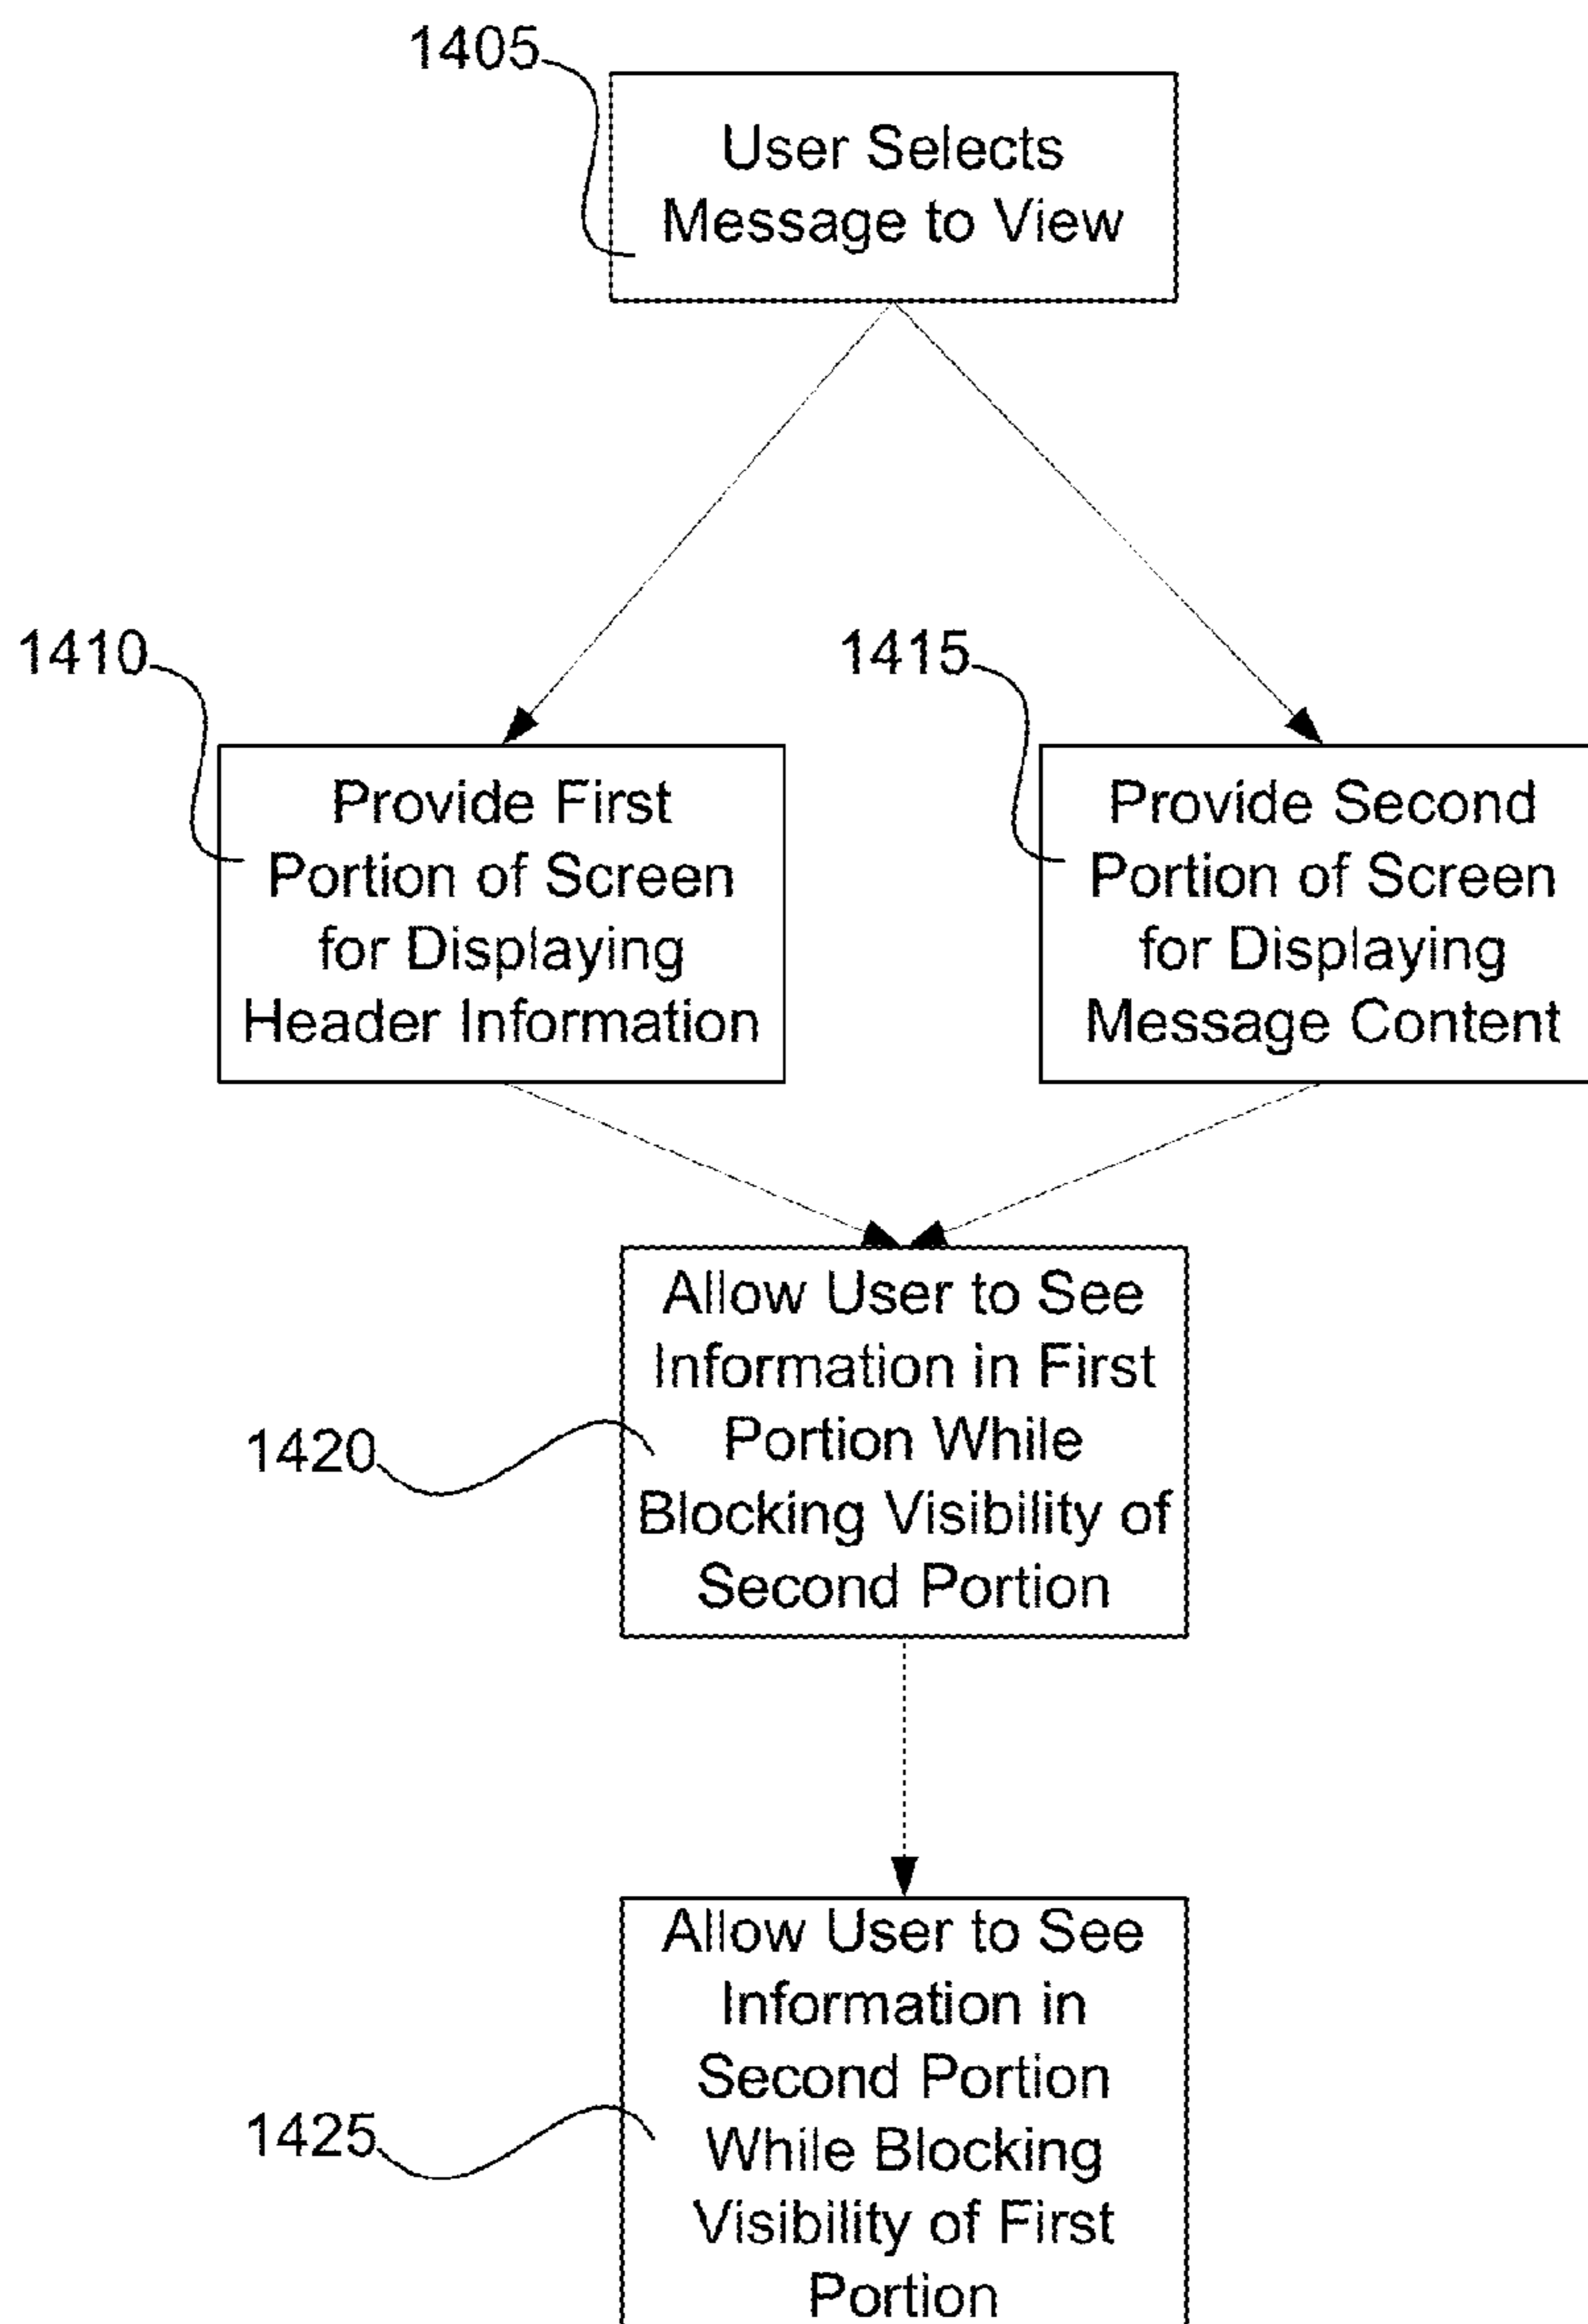 1405
User Selects
Message to View
1410
Provide First
Portion of Screen
for Displaying
Header Information
1415
Provide Second
Portion of Screen
for Displaying
Message Content
1420
Allow User to See
Information in First
Portion While
Blocking Visibility of
Second Portion
1425
Allow User to See
Information in
Second Portion
While Blocking
Visibility of First
Portion